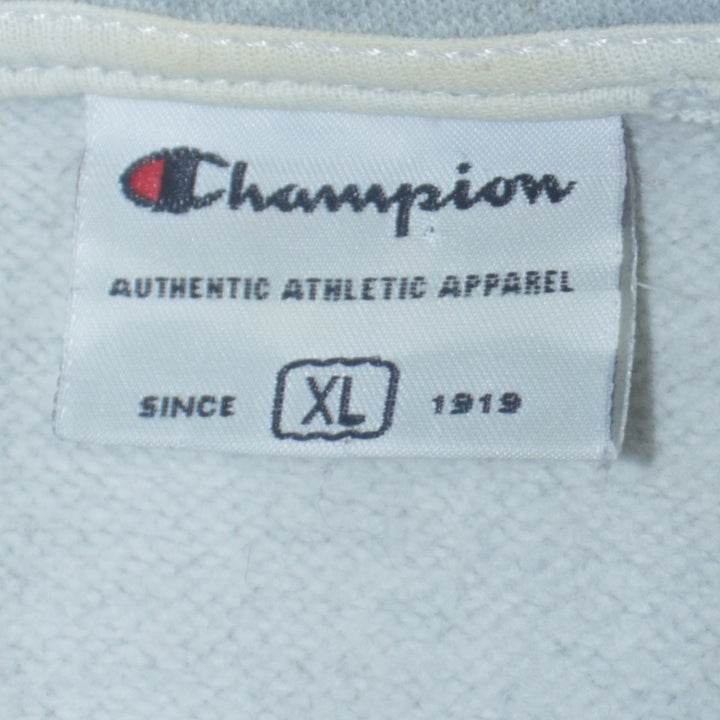 Champion
AUTHENTIC ATHLETIC APPAREL
SINCE XL 1919